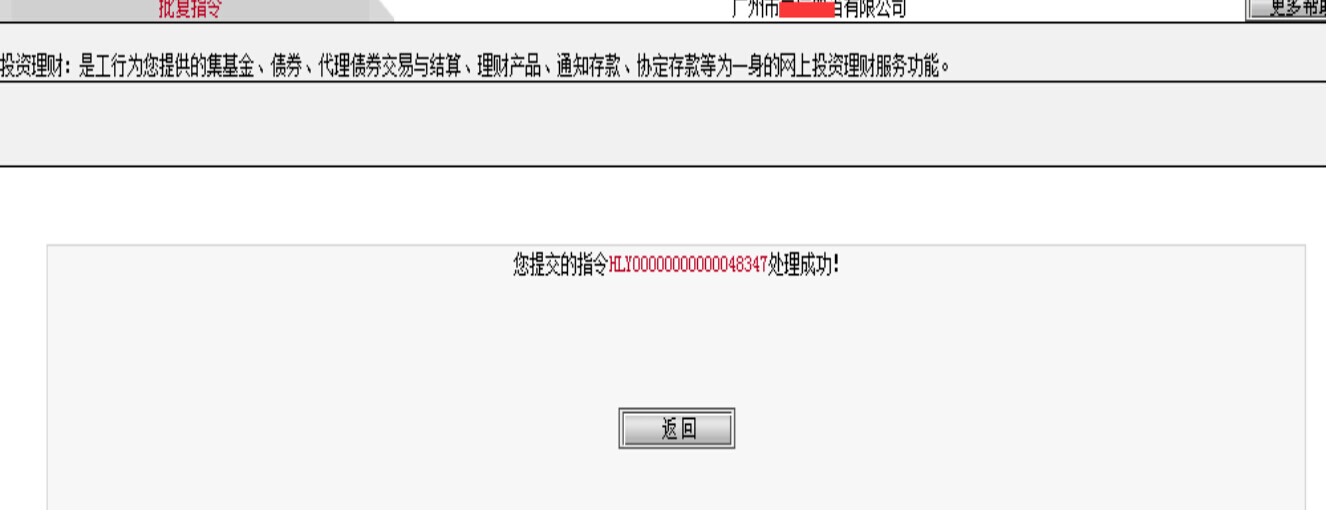 批复指令
广州市
有限公司
更多帮助
投资理财：是工行为您提供的集基金、债券、代理债券交易与结算、理财产品、通知存款、协定存款等为一身的网上投资理财服务功能。
您提交的指令HLY00000000000048347处理成功！
返回